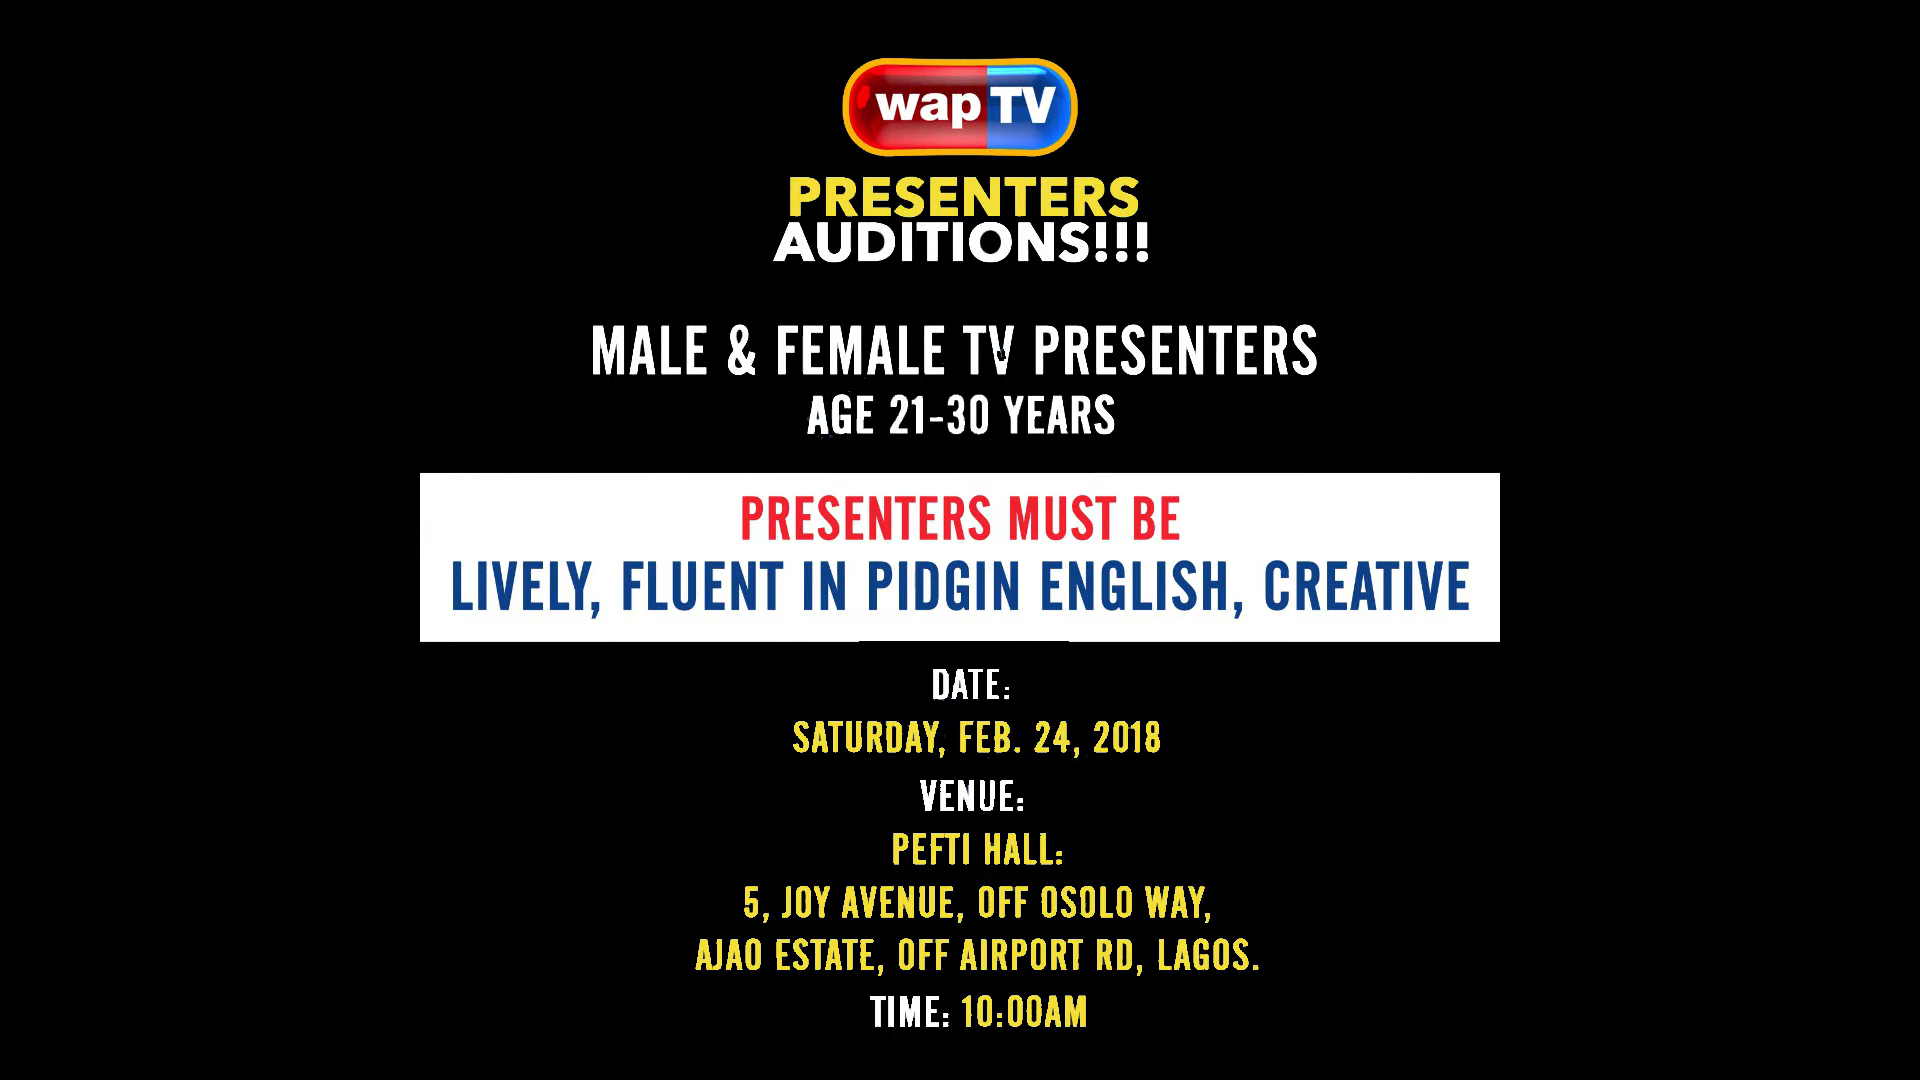 wap TV
PRESENTERS
AUDITIONS!!!
MALE & FEMALE TV PRESENTERS
AGE 21-30 YEARS
PRESENTERS MUST BE
LIVELY, FLUENT IN PIDGIN ENGLISH, CREATIVE
DATE:
SATURDAY, FEB. 24, 2018
VENUE:
PEFTI HALL:
5, JOY AVENUE, OFF OSOLO WAY,
AJAO ESTATE, OFF AIRPORT RD, LAGOS.
TIME: 10:00AM